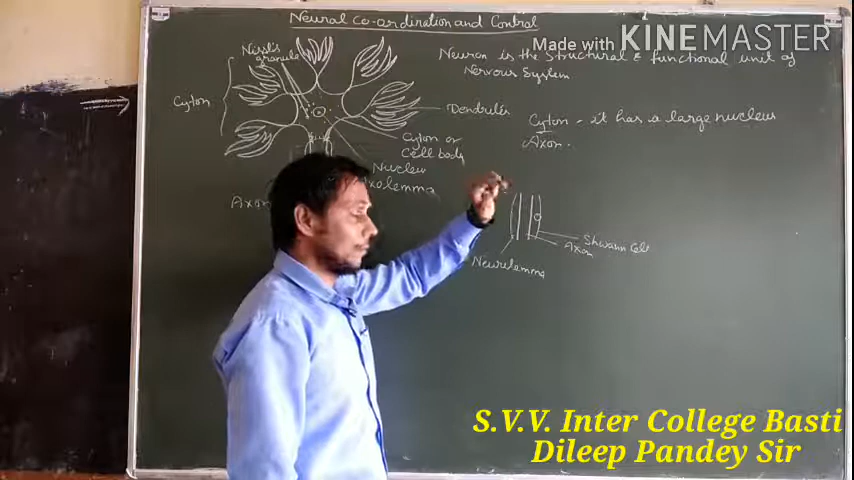 Neural co-ordination and Control
Made with KINEMASTER
Nissl's
granule
Neuron is the structural & functional unit of
Nervous System
Cyton
Dendrites
Cyton - it has a large nucleus
Axon.
Cyton or
Cell body
Nucleus
Axolemma
Axon
Shwann Cell
Axon
Neurilemma
S.V.V. Inter College Basti
Dileep Pandey Sir